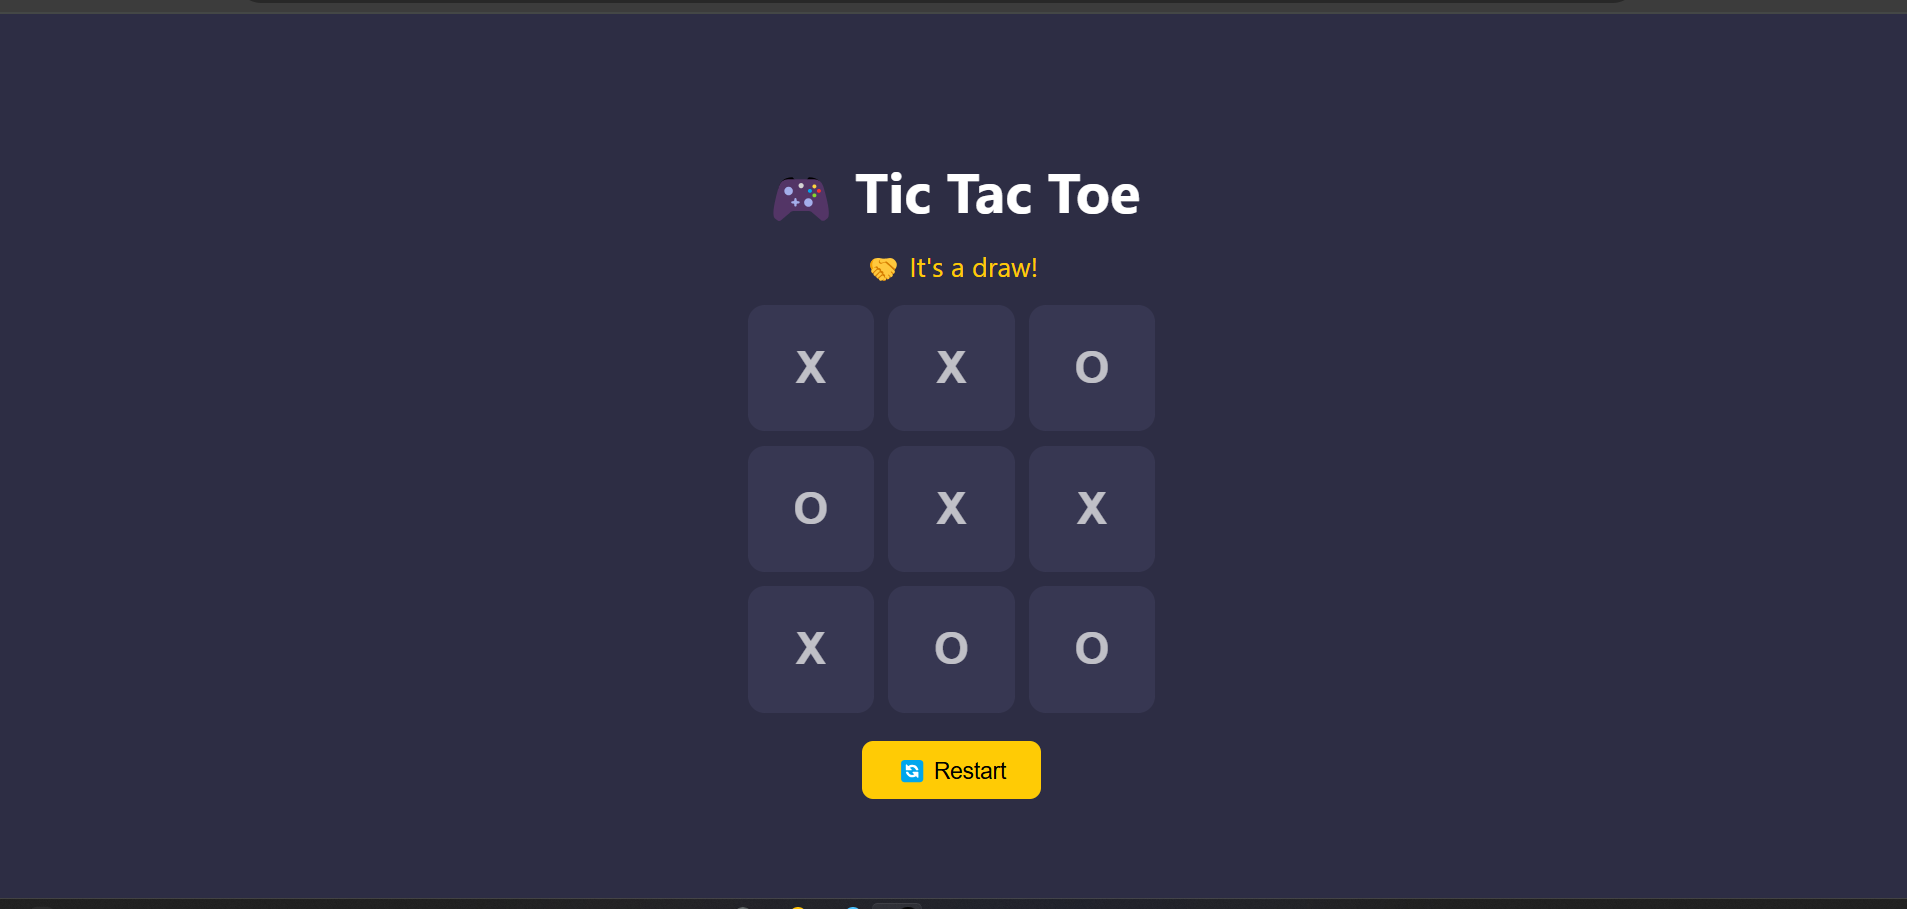 Tic Tac Toe
It's a draw!
X X O
O X X
X O O
Restart